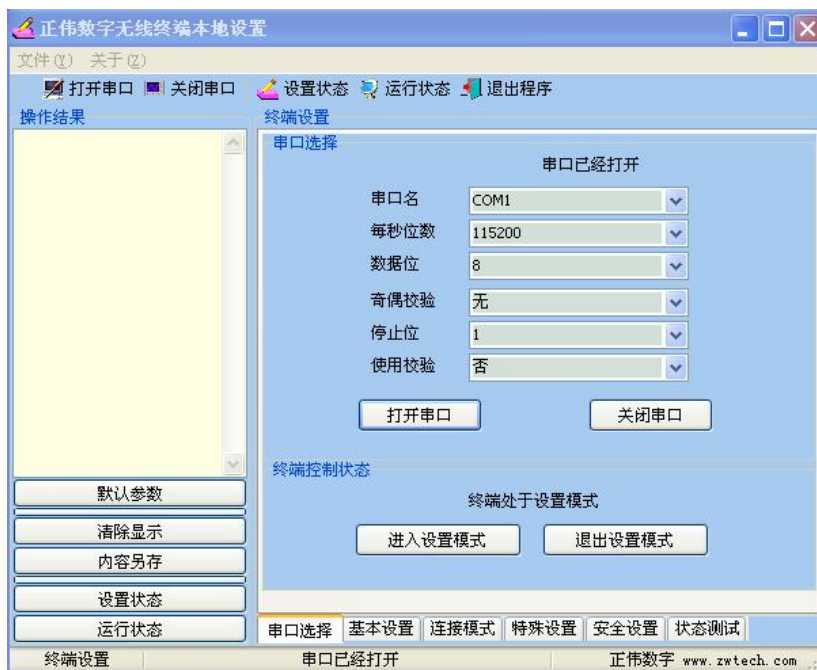 正伟数字无线终端本地设置
文件(Y) 关于(Z)
打开串口 关闭串口 设置状态 运行状态 退出程序
操作结果
终端设置
串口选择
串口已经打开
串口名 COM1
每秒位数 115200
数据位 8
奇偶校验 无
停止位 1
使用校验 否
打开串口 关闭串口
终端控制状态
终端处于设置模式
进入设置模式 退出设置模式
默认参数
清除显示
内容另存
设置状态
运行状态
串口选择 基本设置 连接模式 特殊设置 安全设置 状态测试
终端设置 串口已经打开 正伟数字 www.zwtech.com